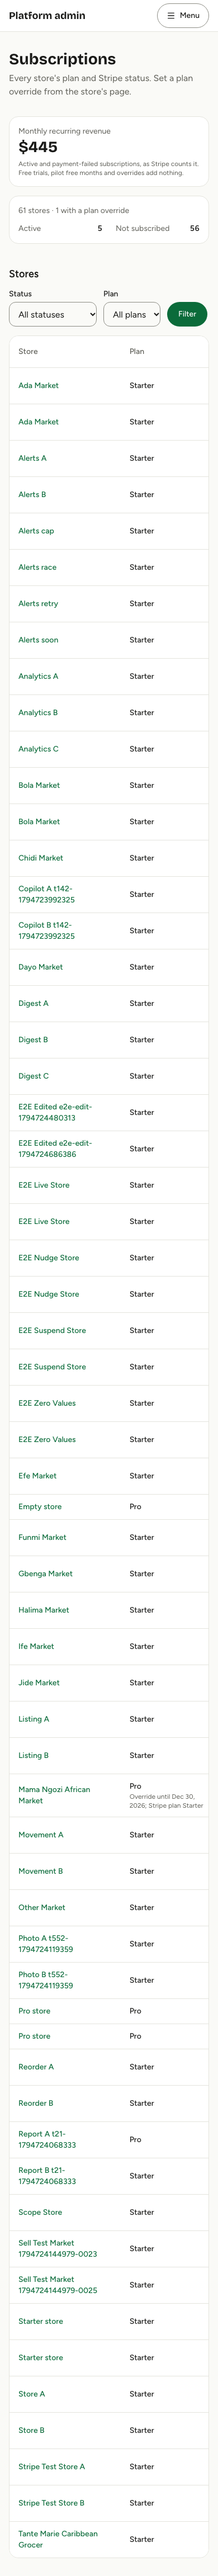 Platform admin
Menu
Subscriptions
Every store's plan and Stripe status. Set a plan
override from the store's page.
Monthly recurring revenue
$445
Active and payment-failed subscriptions, as Stripe counts it.
Free trials, pilot free months and overrides add nothing.
61 stores · 1 with a plan override
Active 5 Not subscribed 56
Stores
Status Plan
All statuses All plans Filter
Store Plan
Ada Market Starter
Ada Market Starter
Alerts A Starter
Alerts B Starter
Alerts cap Starter
Alerts race Starter
Alerts retry Starter
Alerts soon Starter
Analytics A Starter
Analytics B Starter
Analytics C Starter
Bola Market Starter
Bola Market Starter
Chidi Market Starter
Copilot A t142-
1794723992325 Starter
Copilot B t142-
1794723992325 Starter
Dayo Market Starter
Digest A Starter
Digest B Starter
Digest C Starter
E2E Edited e2e-edit-
1794724480313 Starter
E2E Edited e2e-edit-
1794724686386 Starter
E2E Live Store Starter
E2E Live Store Starter
E2E Nudge Store Starter
E2E Nudge Store Starter
E2E Suspend Store Starter
E2E Suspend Store Starter
E2E Zero Values Starter
E2E Zero Values Starter
Efe Market Starter
Empty store Pro
Funmi Market Starter
Gbenga Market Starter
Halima Market Starter
Ife Market Starter
Jide Market Starter
Listing A Starter
Listing B Starter
Mama Ngozi African
Market
Pro
Override until Dec 30,
2026; Stripe plan Starter
Movement A Starter
Movement B Starter
Other Market Starter
Photo A t552-
1794724119359 Starter
Photo B t552-
1794724119359 Starter
Pro store Pro
Pro store Pro
Reorder A Starter
Reorder B Starter
Report A t21-
1794724068333 Pro
Report B t21-
1794724068333 Starter
Scope Store Starter
Sell Test Market
1794724144979-0023 Starter
Sell Test Market
1794724144979-0025 Starter
Starter store Starter
Starter store Starter
Store A Starter
Store B Starter
Stripe Test Store A Starter
Stripe Test Store B Starter
Tante Marie Caribbean
Grocer Starter